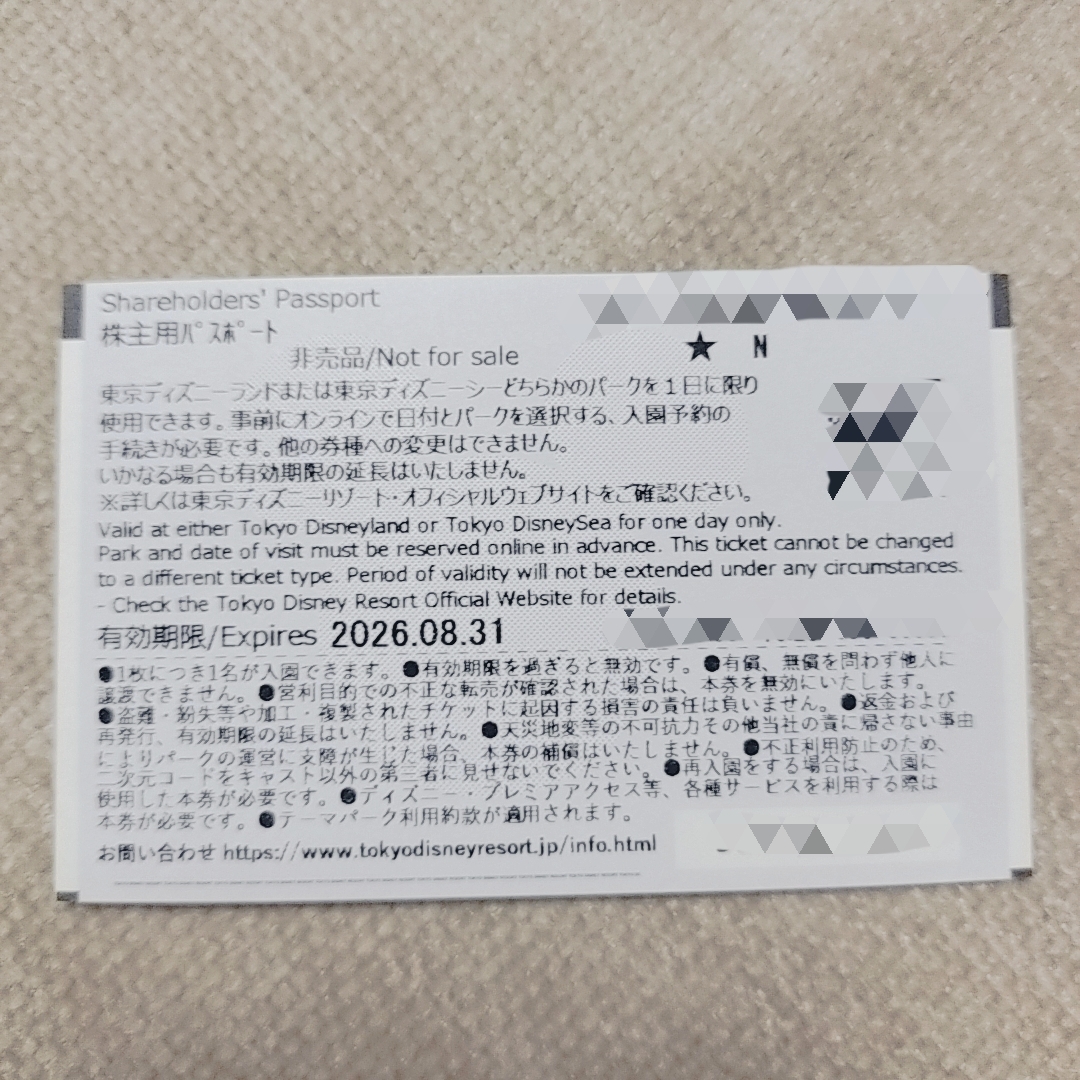 Shareholders' Passport
株主用パスポート
非売品/Not for sale
★ N
東京ディズニーランドまたは東京ディズニーシーどちらかのパークを1日に限り
使用できます。事前にオンラインで日付とパークを選択する、入園予約の
手続きが必要です。他の券種への変更はできません。
いかなる場合も有効期限の延長はいたしません。
※詳しくは東京ディズニーリゾート・オフィシャルウェブサイトをご確認ください。
Valid at either Tokyo Disneyland or Tokyo DisneySea for one day only.
Park and date of visit must be reserved online in advance. This ticket cannot be changed
to a different ticket type. Period of validity will not be extended under any circumstances.
- Check the Tokyo Disney Resort Official Website for details.
有効期限/Expires 2026.08.31
●1枚につき1名が入園できます。●有効期限を過ぎると無効です。●有償、無償を問わず他人に
譲渡できません。●営利目的での不正な転売が確認された場合は、本券を無効にいたします。
●盗難・紛失等や加工・複製されたチケットに起因する損害の責任は負いません。●返金および
再発行、有効期限の延長はいたしません。●天災地変等の不可抗力その他当社の責に帰さない事由
によりパークの運営に支障が生じた場合、本券の補償はいたしません。●不正利用防止のため、
二次元コードをキャスト以外の第三者に見せないでください。●再入園をする場合は、入園に
使用した本券が必要です。●ディズニー・プレミアアクセス等、各種サービスを利用する際は
本券が必要です。●テーマパーク利用約款が適用されます。
お問い合わせ https://www.tokyodisneyresort.jp/info.html